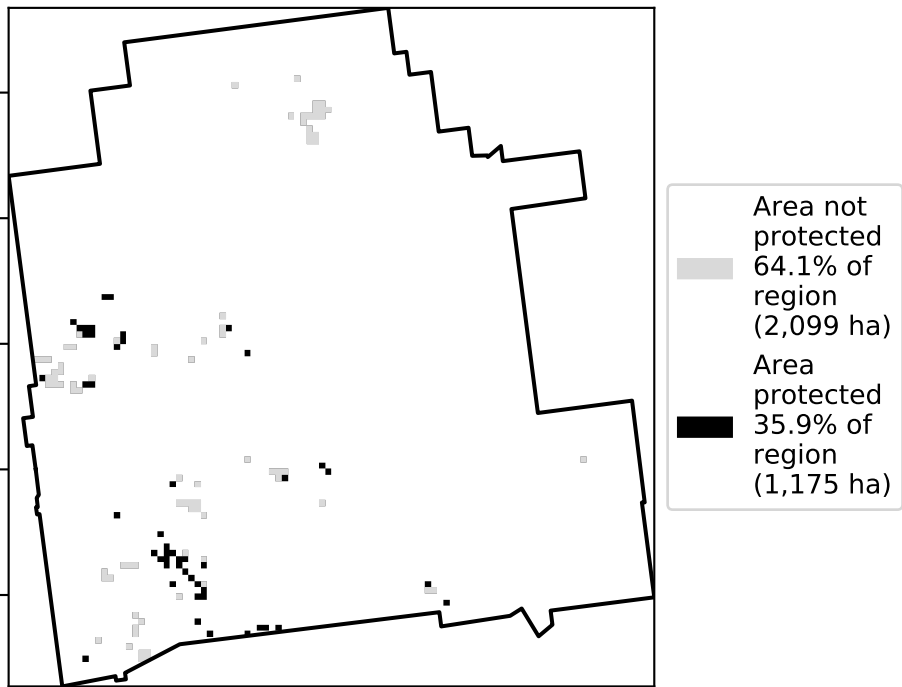 Area not
protected
64.1% of
region
(2,099 ha)
Area
protected
35.9% of
region
(1,175 ha)